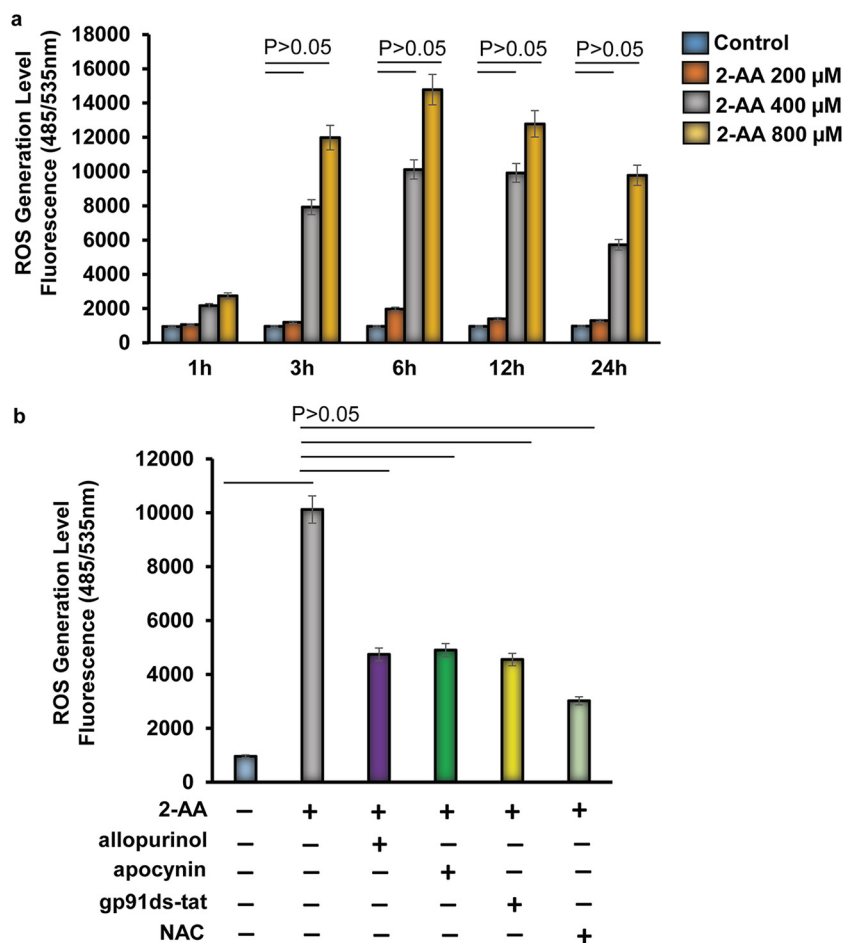 a
ROS Generation Level
Fluorescence (485/535nm)
18000
16000
14000
12000
10000
8000
6000
4000
2000
0
P>0.05 P>0.05 P>0.05 P>0.05
1h 3h 6h 12h 24h
Control
2-AA 200 µM
2-AA 400 µM
2-AA 800 µM
b
P>0.05
ROS Generation Level
Fluorescence (485/535nm)
12000
10000
8000
6000
4000
2000
0
2-AA − + + + + +
allopurinol − − + − − −
apocynin − − − + − −
gp91ds-tat − − − − + −
NAC − − − − − +